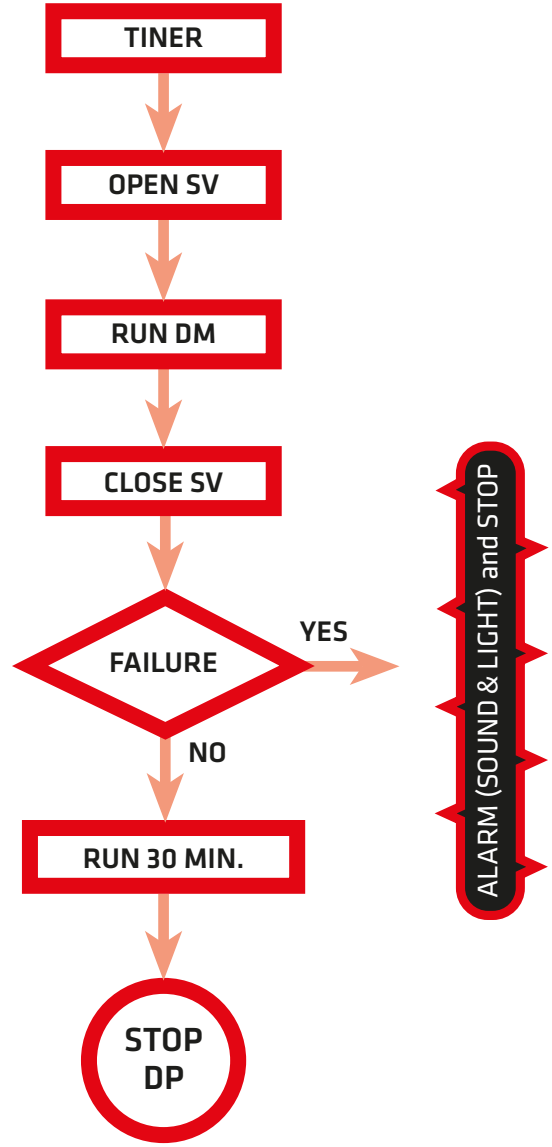 TINER
OPEN SV
RUN DM
CLOSE SV
FAILURE
YES
ALARM (SOUND & LIGHT) and STOP
NO
RUN 30 MIN.
STOP
DP